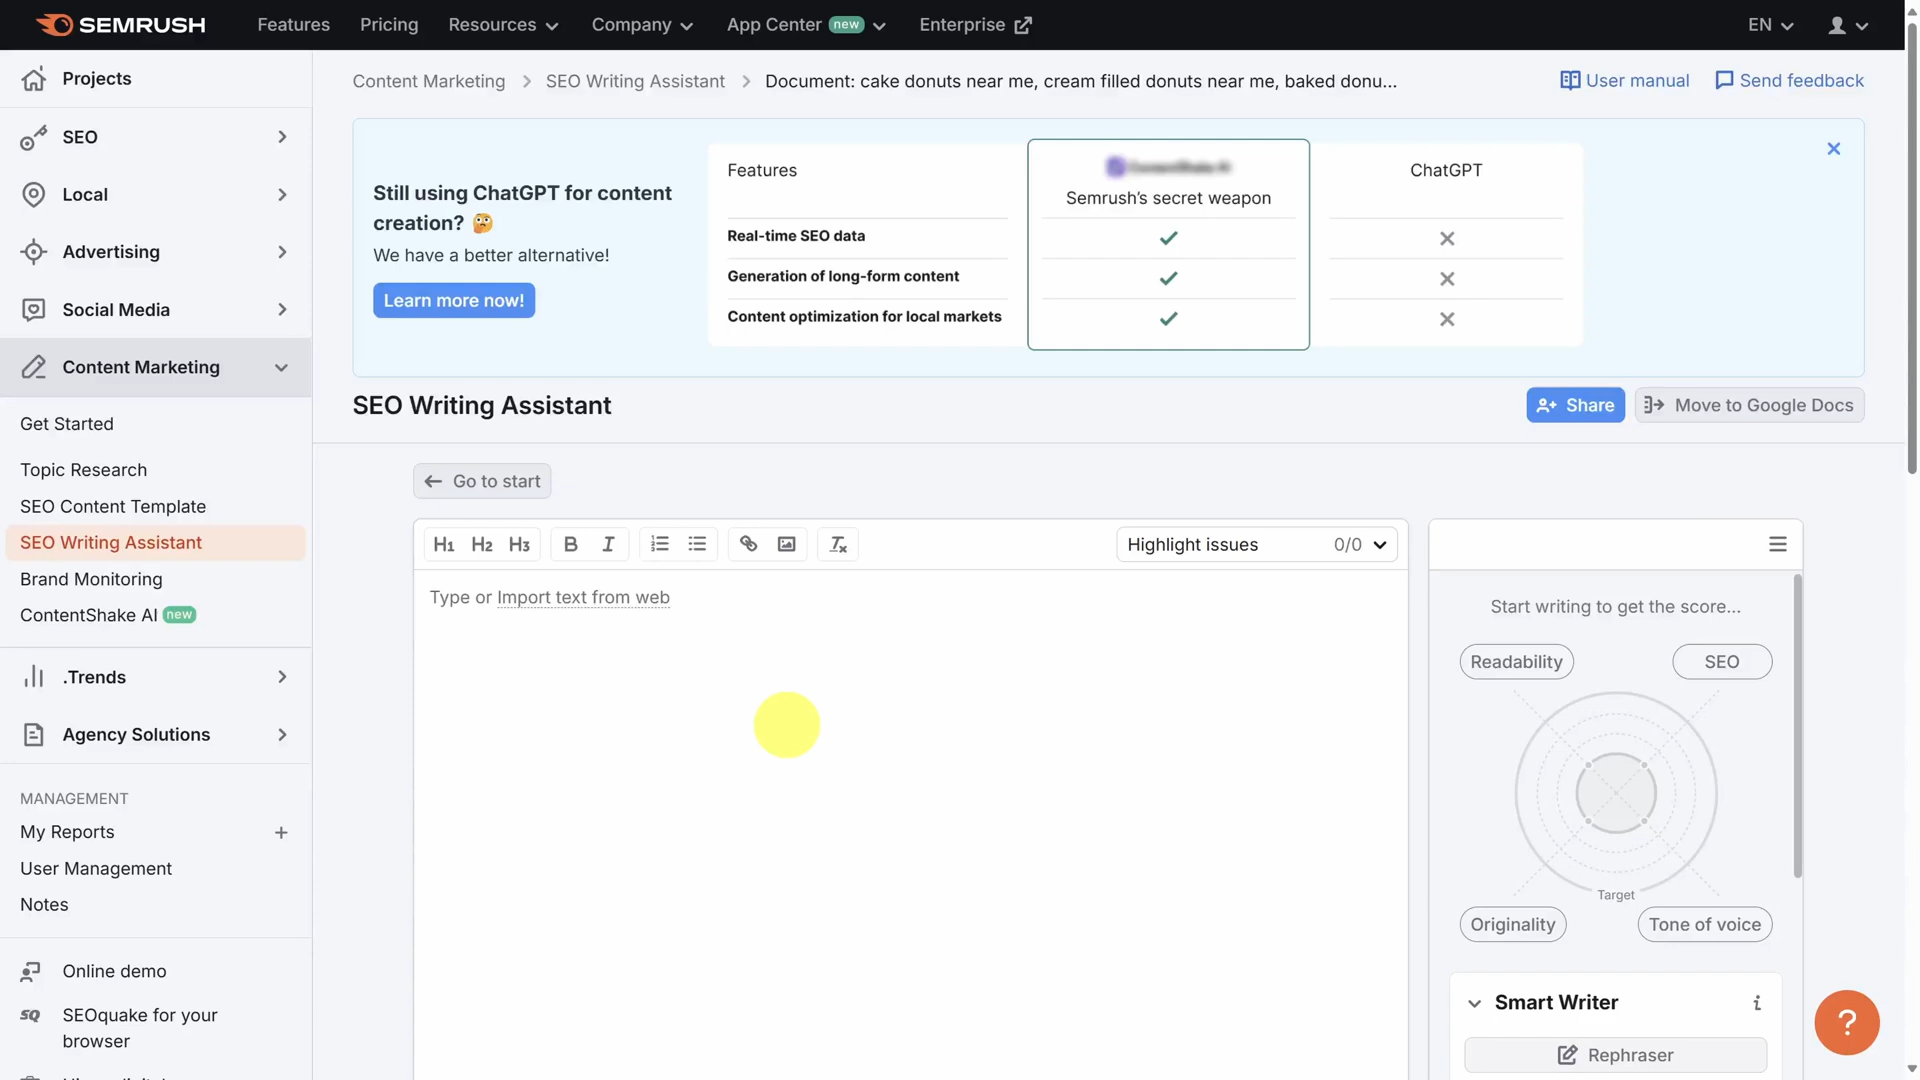 SEMRUSH
Features
Pricing
Resources
Company
App Center new
Enterprise
EN
Projects
SEO
Local
Advertising
Social Media
Content Marketing
Get Started
Topic Research
SEO Content Template
SEO Writing Assistant
Brand Monitoring
ContentShake AI new
.Trends
Agency Solutions
MANAGEMENT
My Reports
User Management
Notes
Online demo
SQ SEOquake for your
browser
Content Marketing > SEO Writing Assistant > Document: cake donuts near me, cream filled donuts near me, baked donu...
User manual
Send feedback
Still using ChatGPT for content
creation? 🤔
We have a better alternative!
Learn more now!
Features
Semrush's secret weapon
ChatGPT
Real-time SEO data
Generation of long-form content
Content optimization for local markets
SEO Writing Assistant
Share
Move to Google Docs
Go to start
H1 H2 H3 B I
Highlight issues 0/0
Type or Import text from web
Start writing to get the score...
Readability
SEO
Target
Originality
Tone of voice
Smart Writer i
Rephraser
?